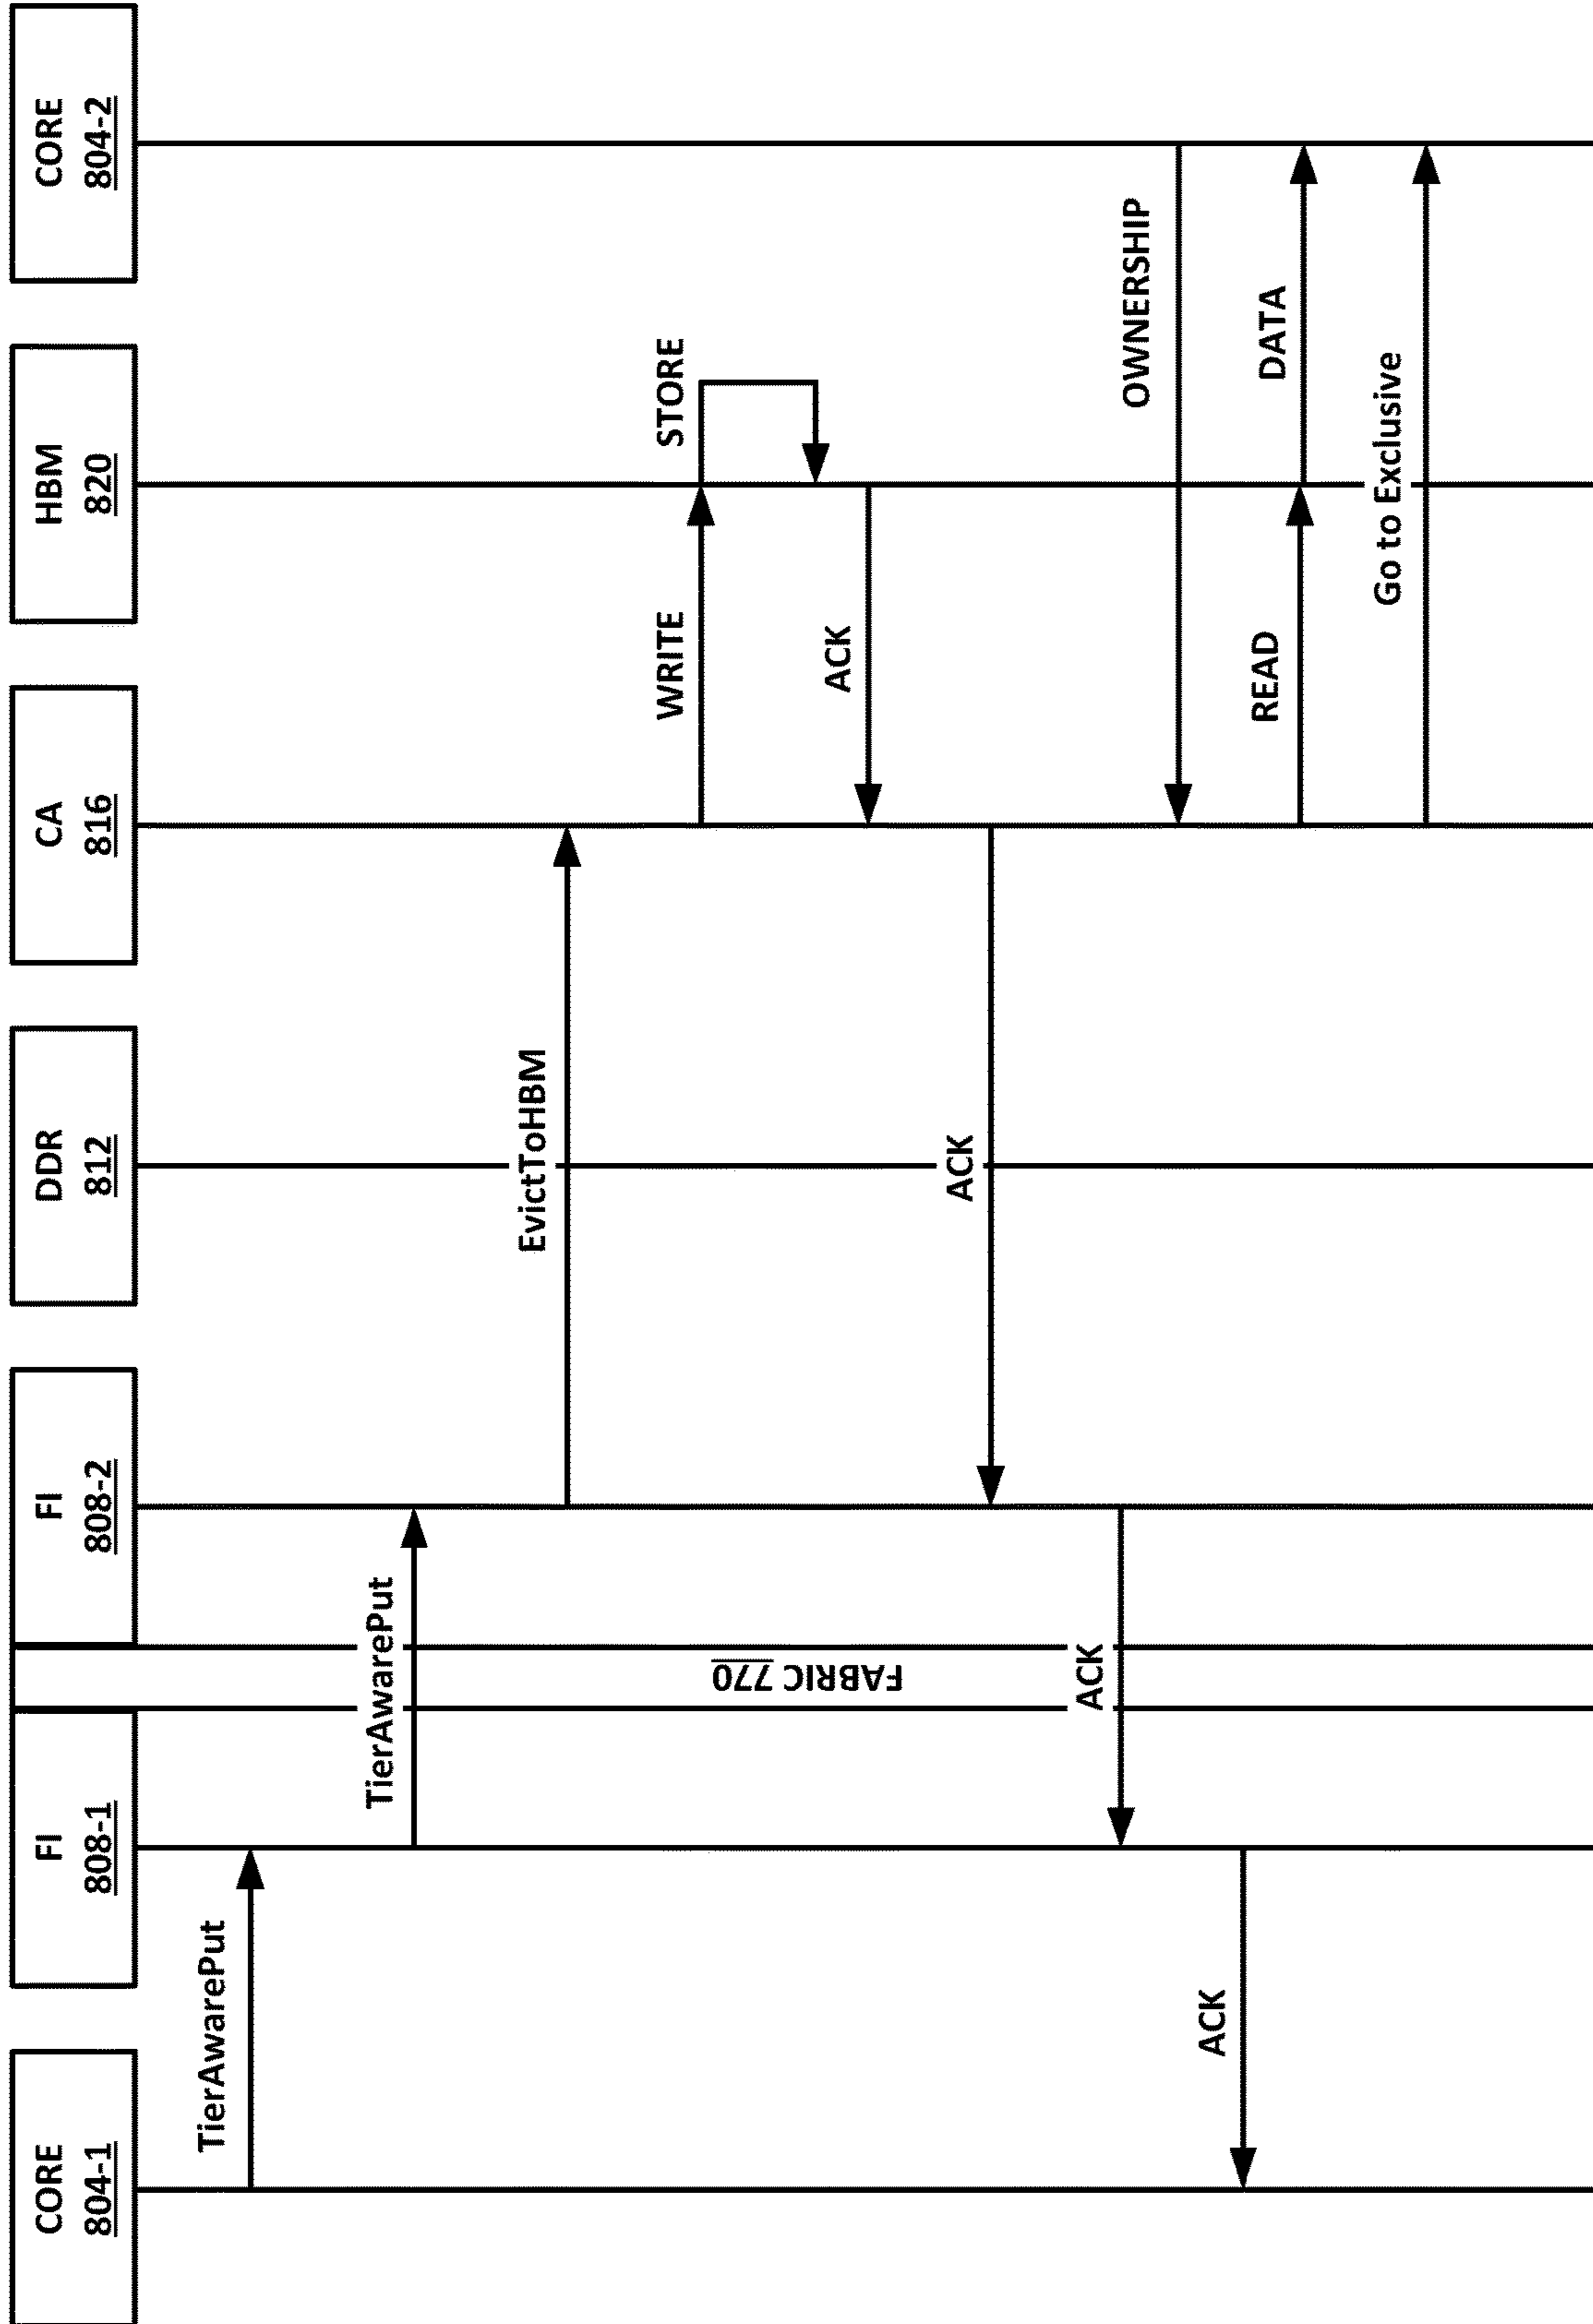 CORE
804-1
FI
808-1
FI
808-2
DDR
812
CA
816
HBM
820
CORE
804-2
TierAwarePut
TierAwarePut
EvictToHBM
WRITE
STORE
FABRIC 770
ACK
ACK
ACK
OWNERSHIP
ACK
READ
DATA
Go to Exclusive